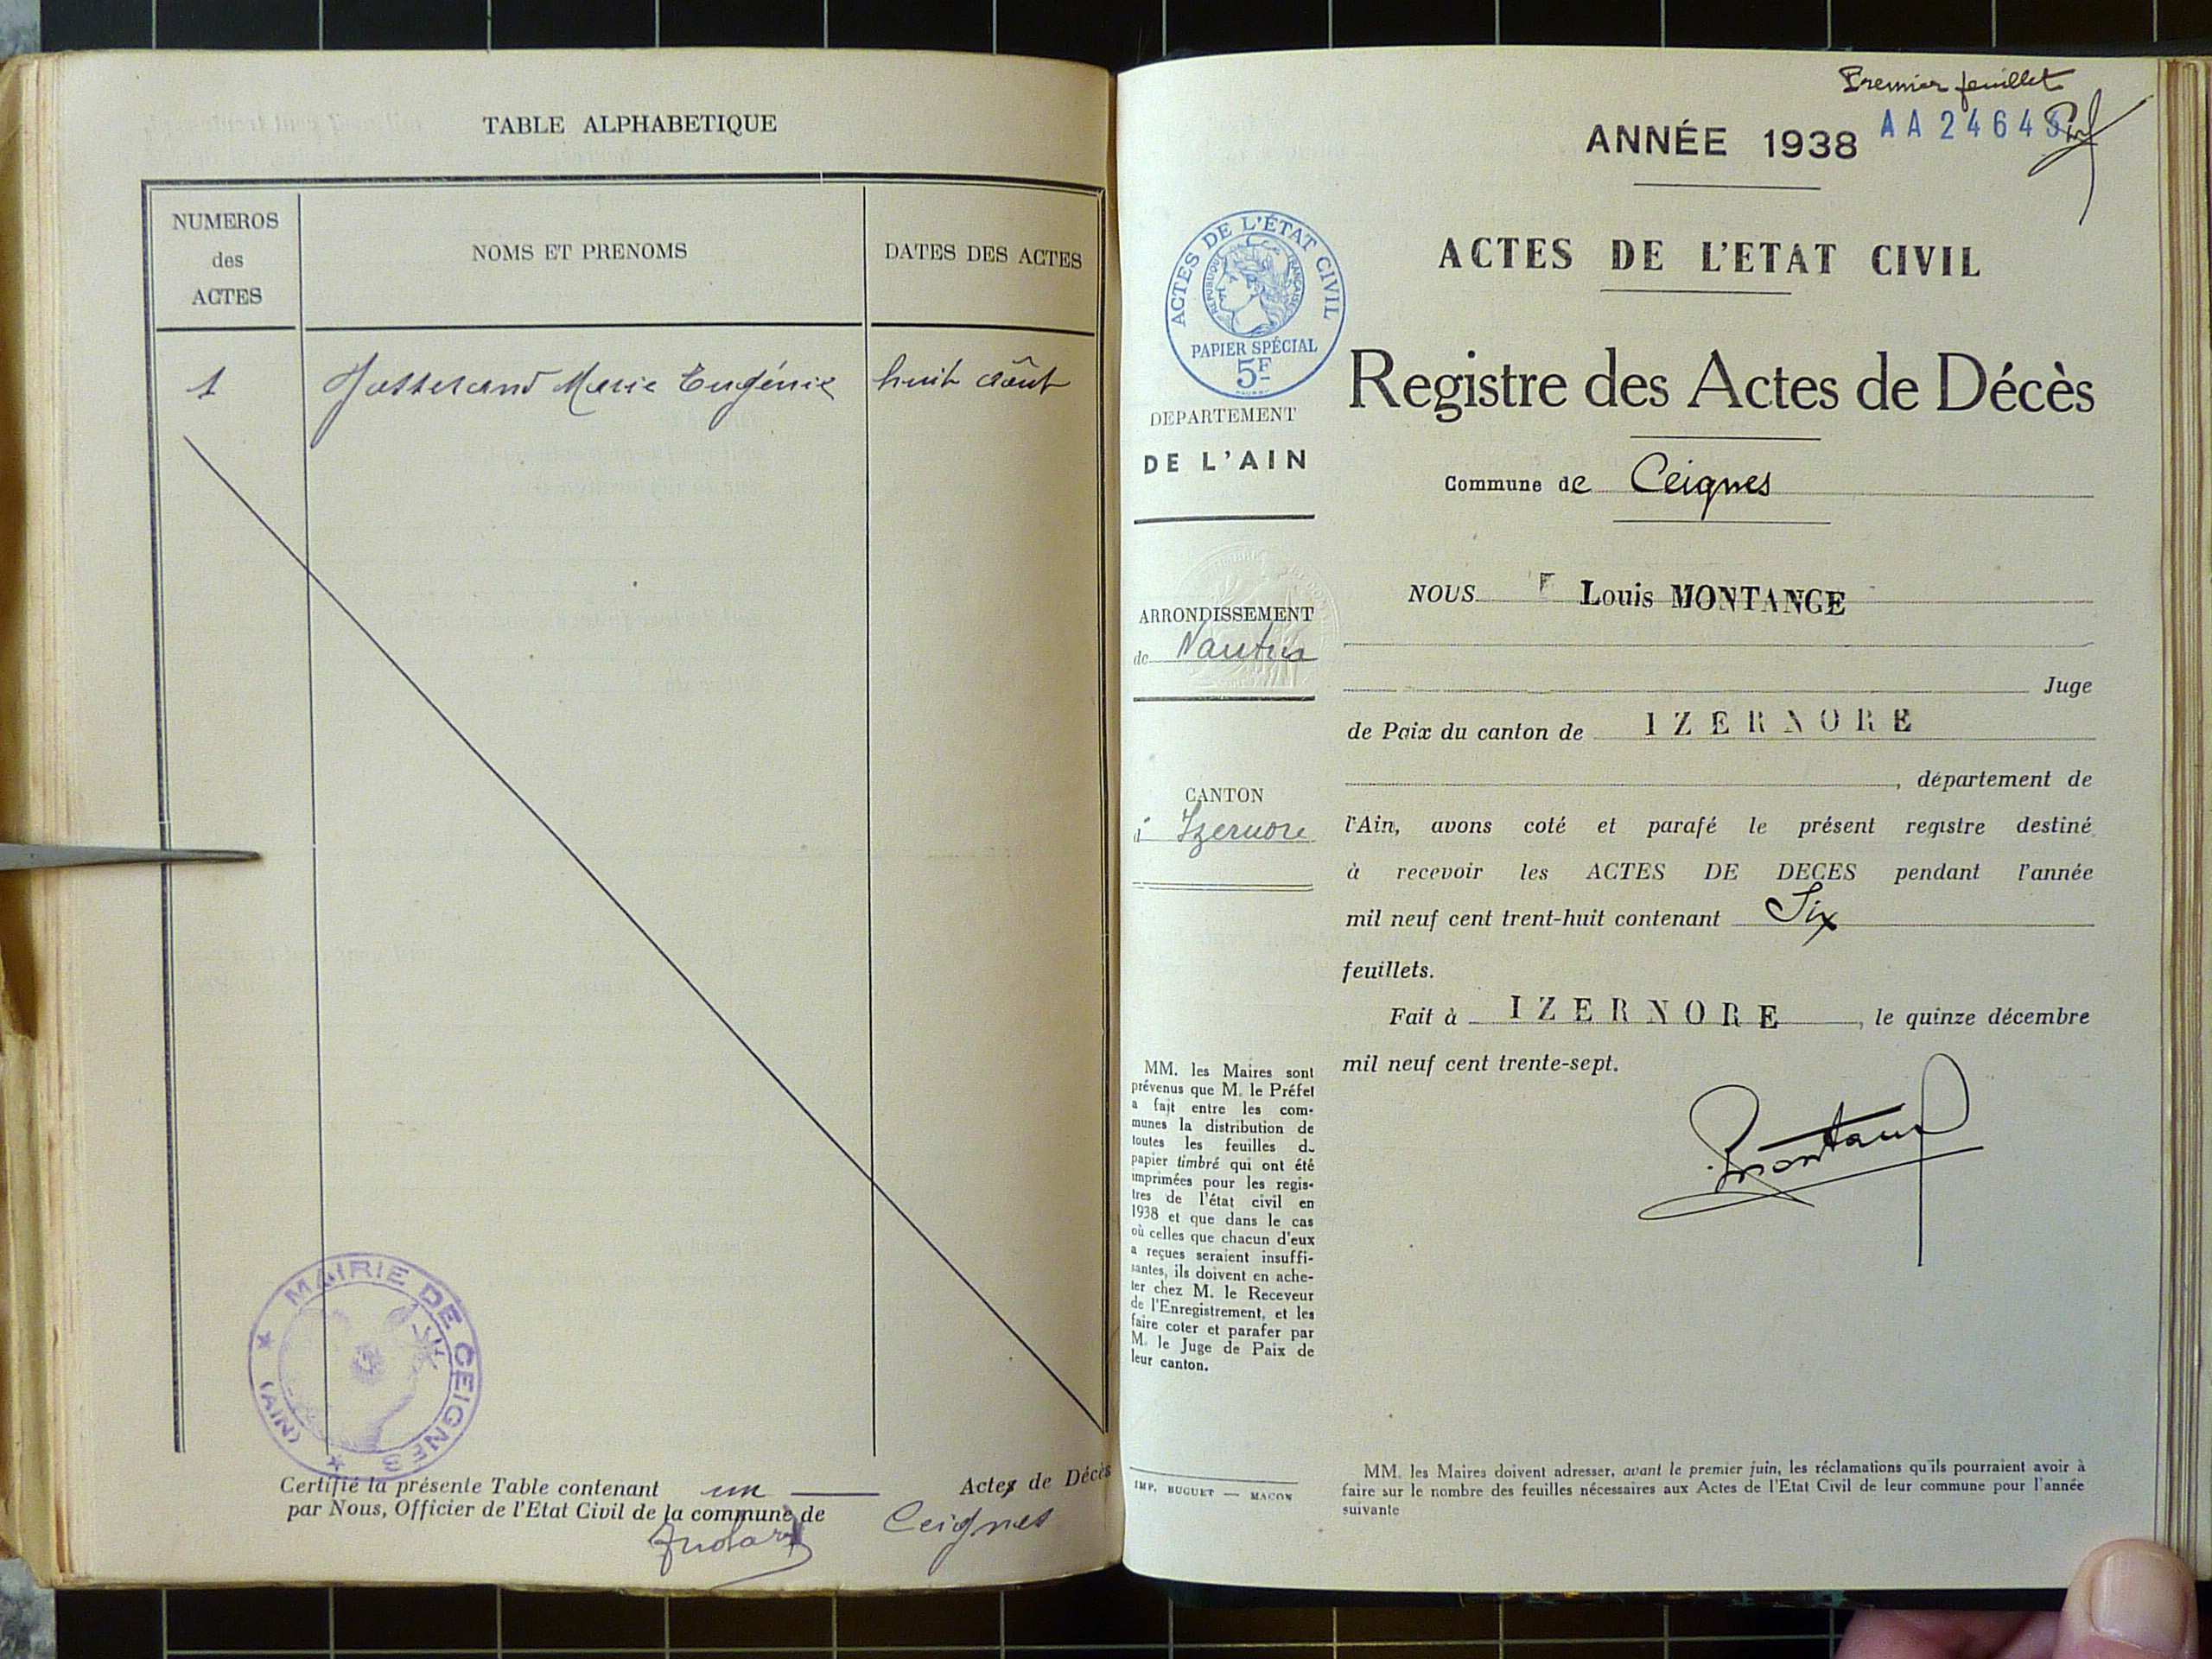 TABLE ALPHABETIQUE
NUMEROS
des
ACTES
NOMS ET PRENOMS
DATES DES ACTES
1 Josserand Marie Eugénie huit août
MAIRIE DE CEIGNES
(AIN)
Certifié la présente Table contenant un Actes de Décès
par Nous, Officier de l'Etat Civil de la commune de Ceignes
Premier feuillet
ANNÉE 1938
AA 2464
ACTES DE L'ÉTAT CIVIL
RÉPUBLIQUE FRANÇAISE
PAPIER SPÉCIAL
5F
ACTES DE L'ETAT CIVIL
Registre des Actes de Décès
Commune de Ceignes
DEPARTEMENT
DE L'AIN
ARRONDISSEMENT
de Nantua
CANTON
d' Izernore
MM. les Maires sont
prévenus que M. le Préfet
a fait entre les com-
munes la distribution de
toutes les feuilles de
papier timbré qui ont été
imprimées pour les regis-
tres de l'état civil en
1938 et que dans le cas
où celles que chacun d'eux
a reçues seraient insuffi-
santes, ils doivent en ache-
ter chez M. le Receveur
de l'Enregistrement, et les
faire coter et parafer par
M. le Juge de Paix de
leur canton.
IMP. BUGUET — MACON
NOUS Louis MONTANGE
Juge
de Paix du canton de IZERNORE
, département de
l'Ain, avons coté et parafé le présent registre destiné
à recevoir les ACTES DE DECES pendant l'année
mil neuf cent trent-huit contenant Six
feuillets.
Fait à IZERNORE, le quinze décembre
mil neuf cent trente-sept.
Montange
MM. les Maires doivent adresser, avant le premier juin, les réclamations qu'ils pourraient avoir à
faire sur le nombre des feuilles nécessaires aux Actes de l'Etat Civil de leur commune pour l'année
suivante